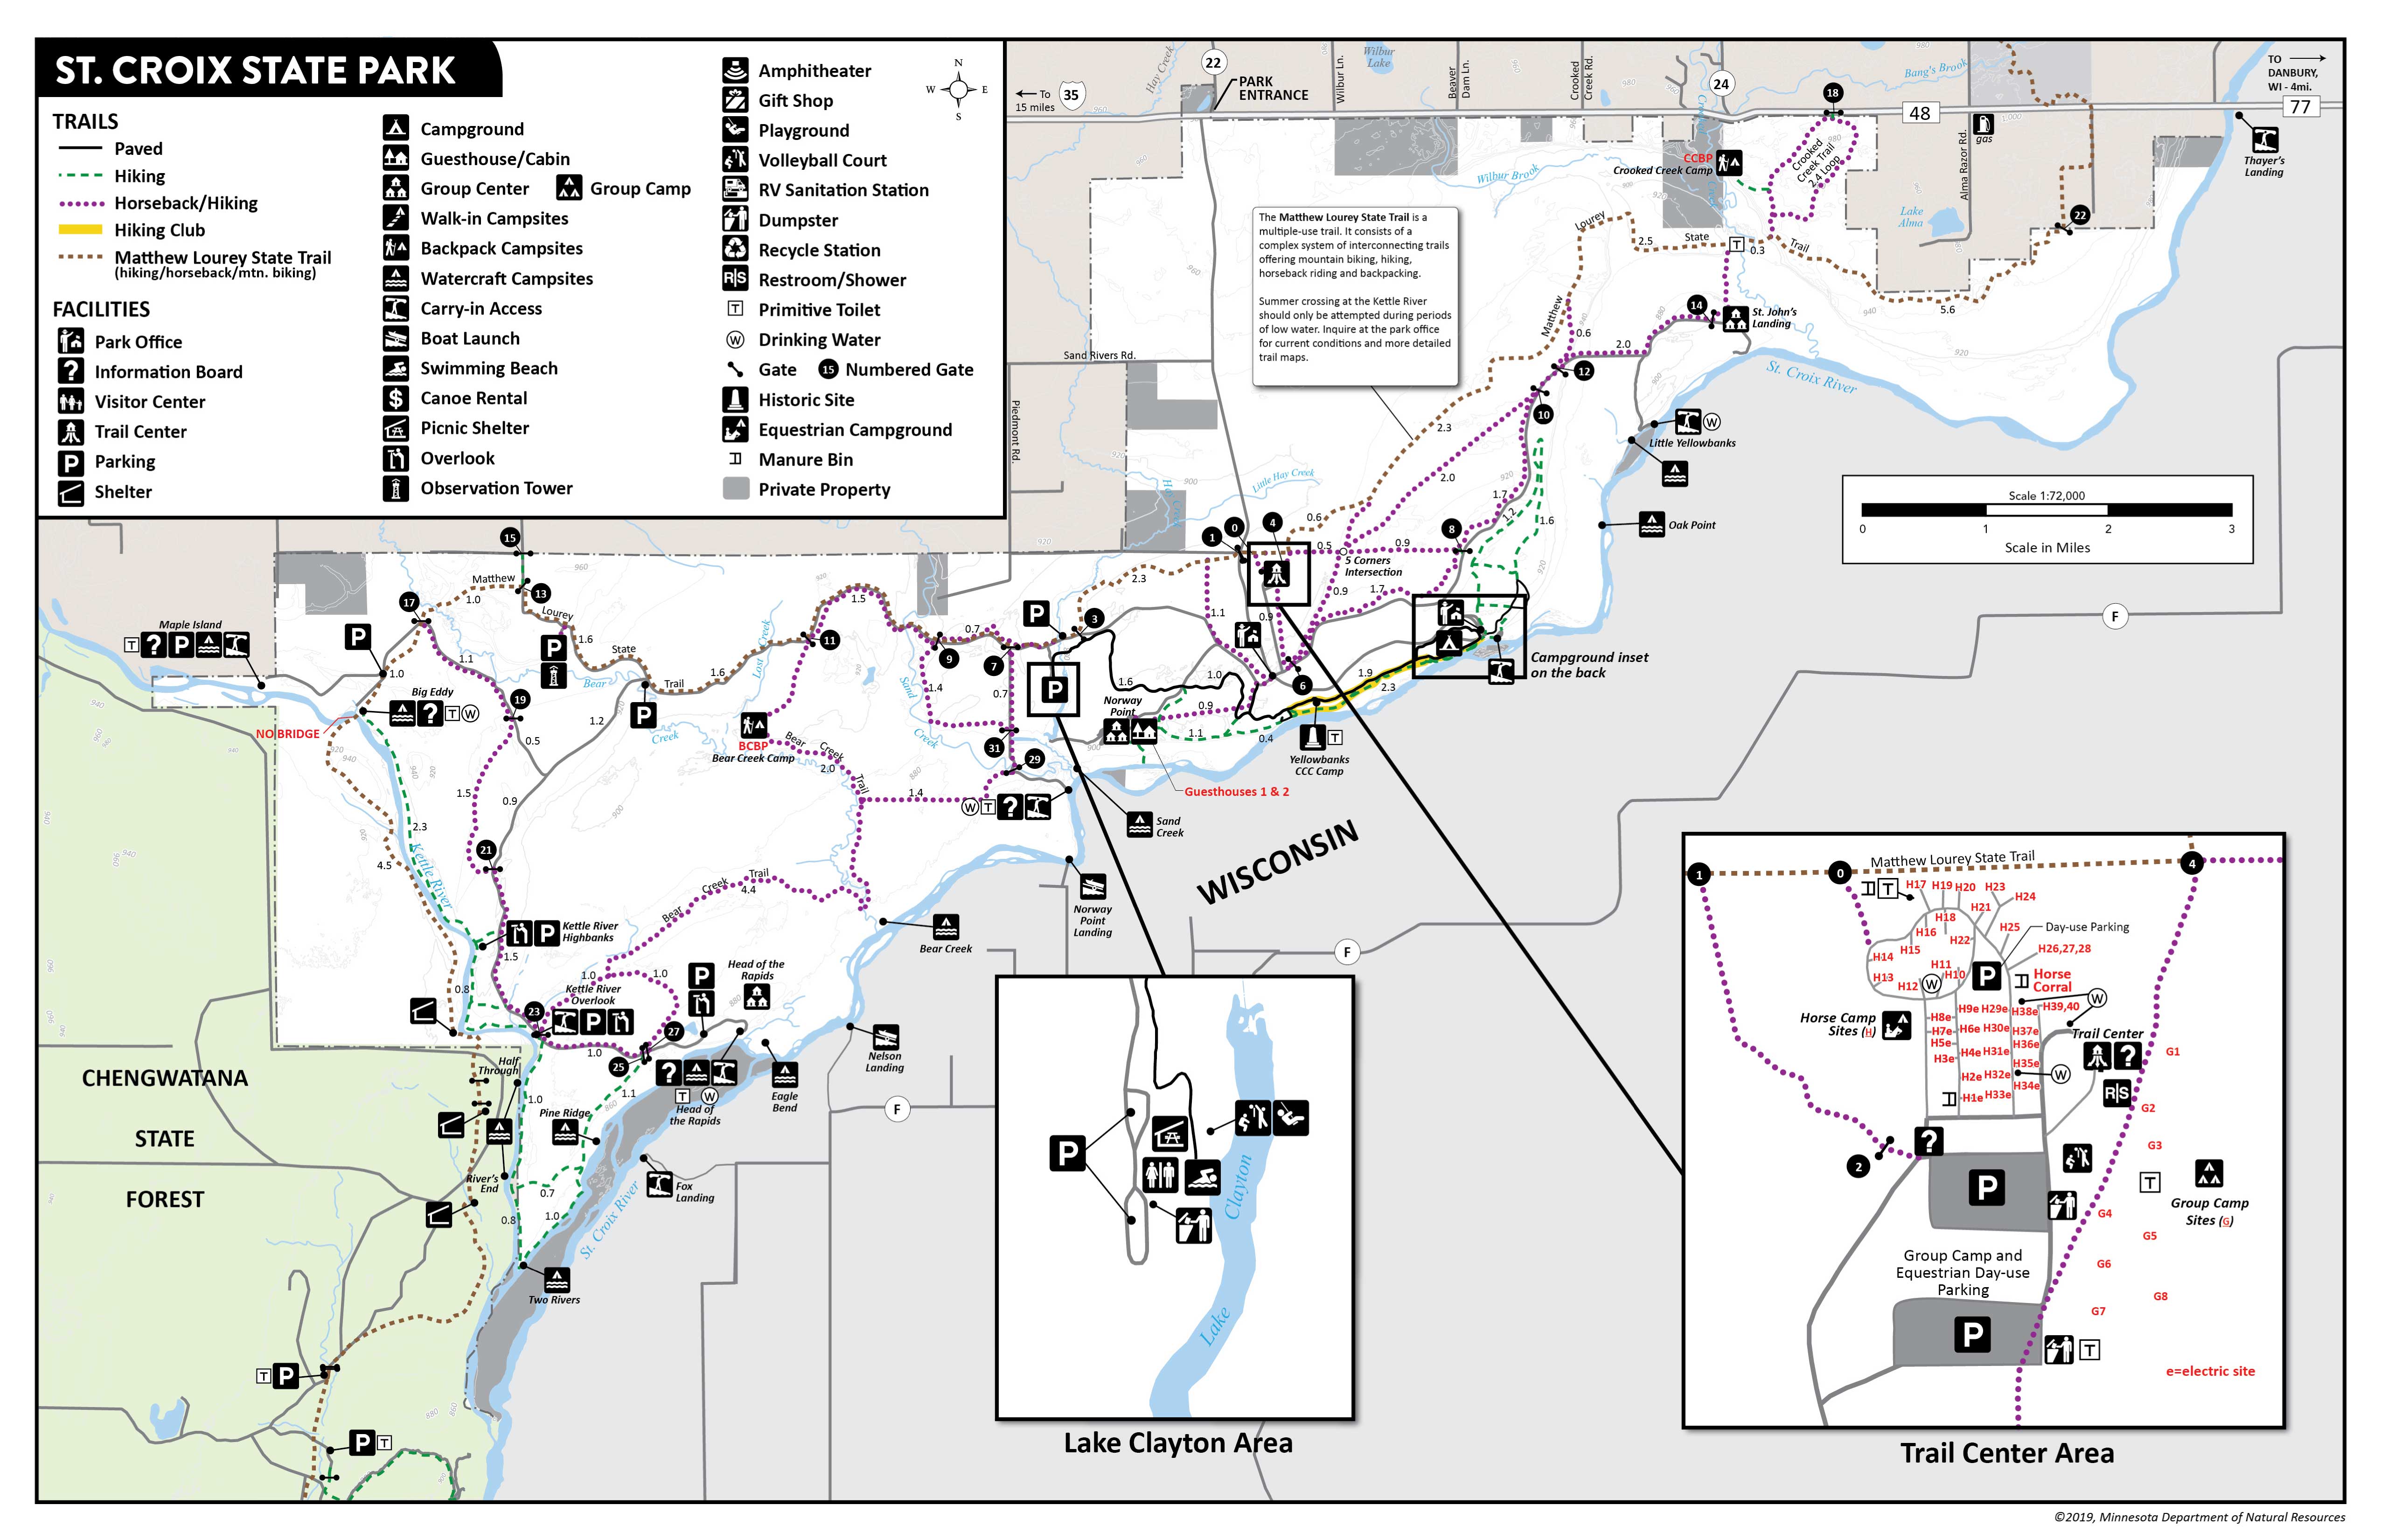 ST. CROIX STATE PARK
TRAILS
Paved
Hiking
Horseback/Hiking
Hiking Club
Matthew Lourey State Trail
(hiking/horseback/mtn. biking)
FACILITIES
Park Office
Information Board
Visitor Center
Trail Center
P Parking
Shelter
Campground
Guesthouse/Cabin
Group Center
Group Camp
Walk-in Campsites
Backpack Campsites
Watercraft Campsites
Carry-in Access
Boat Launch
Swimming Beach
$ Canoe Rental
Picnic Shelter
Overlook
Observation Tower
Amphitheater
Gift Shop
Playground
Volleyball Court
RV Sanitation Station
Dumpster
Recycle Station
R|S Restroom/Shower
T Primitive Toilet
W Drinking Water
Gate
15 Numbered Gate
Historic Site
Equestrian Campground
Manure Bin
Private Property
N
W E
S
To
15 miles
35
22
PARK
ENTRANCE
Hay Creek
Wilbur Ln.
Wilbur
Lake
Beaver
Dam Ln.
Crooked
Creek Rd.
24
18
48
Bang's Brook
TO
DANBURY,
WI - 4mi.
77
gas
Thayer's
Landing
Alma Razor Rd.
Lake
Alma
22
CCBP
Crooked Creek Camp
Crooked
Creek Trail
2.4 Loop
Wilbur Brook
The Matthew Lourey State Trail is a
multiple-use trail. It consists of a
complex system of interconnecting trails
offering mountain biking, hiking,
horseback riding and backpacking.
Summer crossing at the Kettle River
should only be attempted during periods
of low water. Inquire at the park office
for current conditions and more detailed
trail maps.
Matthew
Lourey
2.5
State
T
0.3
Trail
5.6
14
St. John's
Landing
St. Croix River
0.6
2.0
12
10
2.3
2.0
1.7
1.2
1.6
Little Yellowbanks
W
Oak Point
Scale 1:72,000
0 1 2 3
Scale in Miles
Sand Rivers Rd.
Piedmont Rd.
Little Hay Creek
Hay Creek
1
0
4
0.6
0.5
0.9
8
5 Corners
Intersection
0.9
1.7
1.1
0.9
6
1.9
2.3
Campground inset
on the back
Yellowbanks
CCC Camp
T
Norway
Point
1.6
1.0
0.9
1.1
0.4
Guesthouses 1 & 2
2.3
3
P
P
0.7
7
9
1.4
0.7
31
29
Sand
Creek
W T ?
Sand
Creek
Norway
Point
Landing
15
13
17
Matthew
1.0
Lourey
1.6
State
Trail
1.6
1.5
11
Lost Creek
Bear
Creek
BCBP
Bear Creek Camp
Bear
Creek
Trail
2.0
1.4
Maple Island
T ? P
P
P
P
1.0
1.1
19
0.5
1.2
0.9
1.5
Big Eddy
? T W
NO BRIDGE
2.3
4.5
Kettle River
21
P
Kettle River
Highbanks
1.5
0.8
Bear
Creek
Trail
4.4
Bear Creek
1.0
1.0
Kettle River
Overlook
P
23
25
27
1.0
P
Head of the
Rapids
?
T W
Head of
the Rapids
Eagle
Bend
Nelson
Landing
Half
Through
1.0
Pine Ridge
1.1
River's
End
0.7
0.8
1.0
Two Rivers
Fox
Landing
St. Croix River
CHENGWATANA
STATE
FOREST
T P
P T
WISCONSIN
F
F
F
P
Lake
Clayton
Lake Clayton Area
1
0
4
Matthew Lourey State Trail
T
H17
H19
H20
H23
H24
H21
H18
H16
H25
H22
H15
H14
H13
H12
H11
H10
W
Day-use Parking
P
H26,27,28
Horse
Corral
W
H39,40
H9e
H29e
H38e
H8e
H7e
H6e
H30e
H37e
H5e
H36e
H4e
H31e
H3e
H35e
H2e
H32e
H34e
W
H1e
H33e
Horse Camp
Sites (H)
Trail Center
?
R|S
G1
G2
G3
G4
G5
G6
G7
G8
T
Group Camp
Sites (G)
2
?
P
Group Camp and
Equestrian Day-use
Parking
P
T
e=electric site
Trail Center Area
©2019, Minnesota Department of Natural Resources